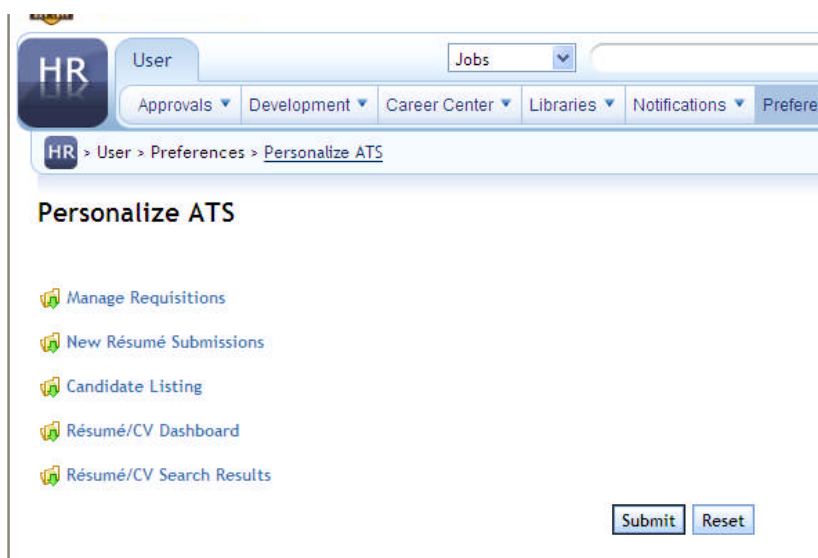 User
Jobs
HR
Approvals Development Career Center Libraries Notifications Prefere
HR > User > Preferences > Personalize ATS
Personalize ATS
Manage Requisitions
New Résumé Submissions
Candidate Listing
Résumé/CV Dashboard
Résumé/CV Search Results
Submit Reset